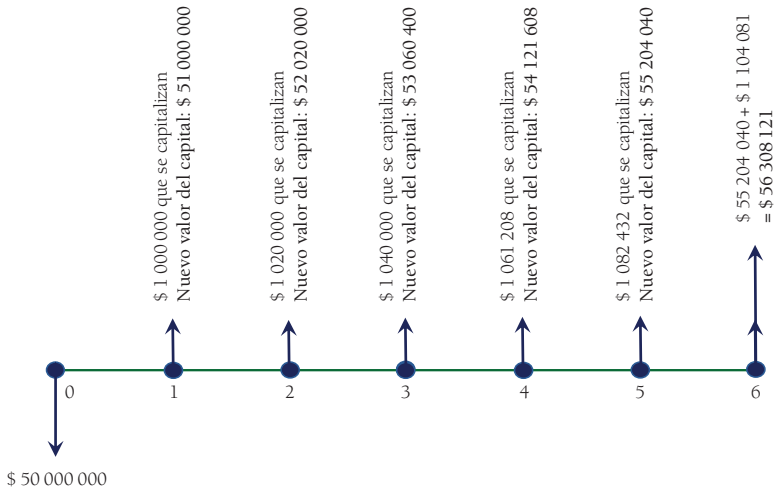 $ 1 000 000 que se capitalizan
Nuevo valor del capital: $ 51 000 000
$ 1 020 000 que se capitalizan
Nuevo valor del capital: $ 52 020 000
$ 1 040 000 que se capitalizan
Nuevo valor del capital: $ 53 060 400
$ 1 061 208 que se capitalizan
Nuevo valor del capital: $ 54 121 608
$ 1 082 432 que se capitalizan
Nuevo valor del capital: $ 55 204 040
$ 55 204 040 + $ 1 104 081
= $ 56 308 121
0
1
2
3
4
5
6
$ 50 000 000